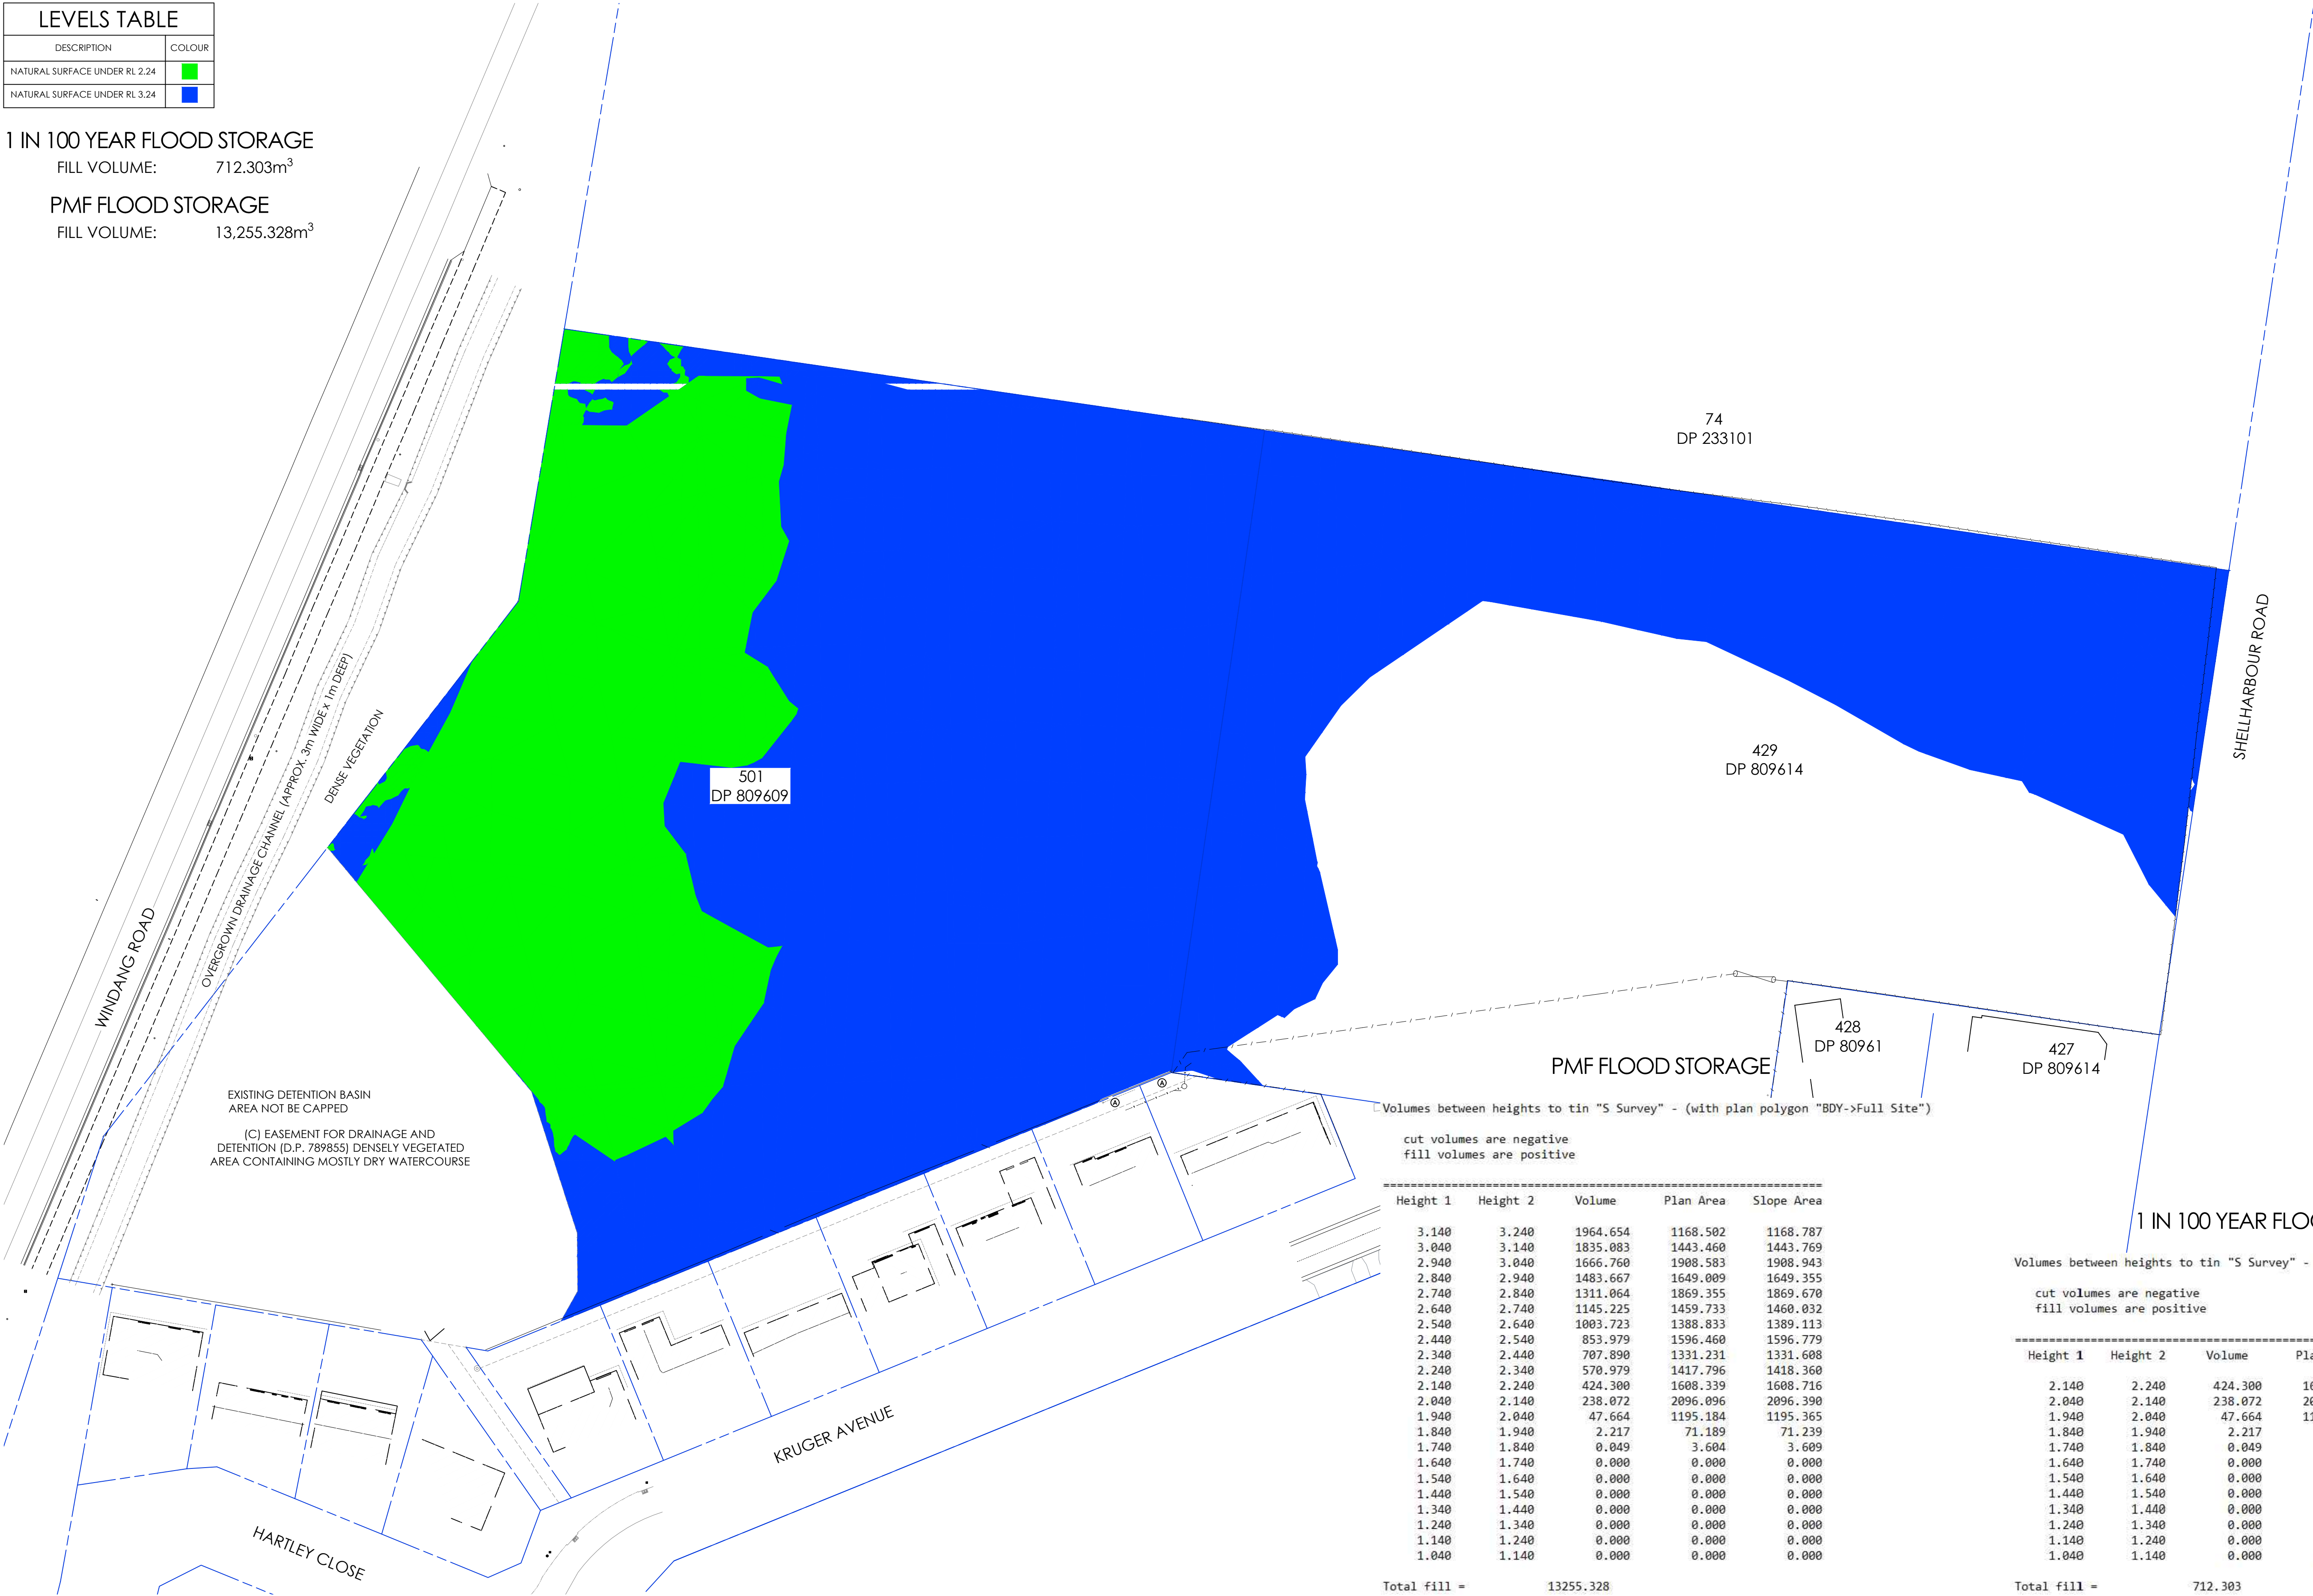 LEVELS TABLE
DESCRIPTION COLOUR
NATURAL SURFACE UNDER RL 2.24
NATURAL SURFACE UNDER RL 3.24
1 IN 100 YEAR FLOOD STORAGE
FILL VOLUME: 712.303m³
PMF FLOOD STORAGE
FILL VOLUME: 13,255.328m³
74
DP 233101
SHELLHARBOUR ROAD
429
DP 809614
501
DP 809609
WINDANG ROAD
OVERGROWN DRAINAGE CHANNEL (APPROX. 3m WIDE x 1m DEEP)
DENSE VEGETATION
EXISTING DETENTION BASIN
AREA NOT BE CAPPED
(C) EASEMENT FOR DRAINAGE AND
DETENTION (D.P. 789855) DENSELY VEGETATED
AREA CONTAINING MOSTLY DRY WATERCOURSE
A
A
428
DP 80961
427
DP 809614
KRUGER AVENUE
HARTLEY CLOSE
PMF FLOOD STORAGE
Volumes between heights to tin "S Survey" - (with plan polygon "BDY->Full Site")
cut volumes are negative
fill volumes are positive
================================================================
Height 1 Height 2 Volume Plan Area Slope Area
3.140 3.240 1964.654 1168.502 1168.787
3.040 3.140 1835.083 1443.460 1443.769
2.940 3.040 1666.760 1908.583 1908.943
2.840 2.940 1483.667 1649.009 1649.355
2.740 2.840 1311.064 1869.355 1869.670
2.640 2.740 1145.225 1459.733 1460.032
2.540 2.640 1003.723 1388.833 1389.113
2.440 2.540 853.979 1596.460 1596.779
2.340 2.440 707.890 1331.231 1331.608
2.240 2.340 570.979 1417.796 1418.360
2.140 2.240 424.300 1608.339 1608.716
2.040 2.140 238.072 2096.096 2096.390
1.940 2.040 47.664 1195.184 1195.365
1.840 1.940 2.217 71.189 71.239
1.740 1.840 0.049 3.604 3.609
1.640 1.740 0.000 0.000 0.000
1.540 1.640 0.000 0.000 0.000
1.440 1.540 0.000 0.000 0.000
1.340 1.440 0.000 0.000 0.000
1.240 1.340 0.000 0.000 0.000
1.140 1.240 0.000 0.000 0.000
1.040 1.140 0.000 0.000 0.000
Total fill = 13255.328
1 IN 100 YEAR FLO
Volumes between heights to tin "S Survey" -
cut volumes are negative
fill volumes are positive
============================================
Height 1 Height 2 Volume Pla
2.140 2.240 424.300 16
2.040 2.140 238.072 20
1.940 2.040 47.664 11
1.840 1.940 2.217
1.740 1.840 0.049
1.640 1.740 0.000
1.540 1.640 0.000
1.440 1.540 0.000
1.340 1.440 0.000
1.240 1.340 0.000
1.140 1.240 0.000
1.040 1.140 0.000
Total fill = 712.303